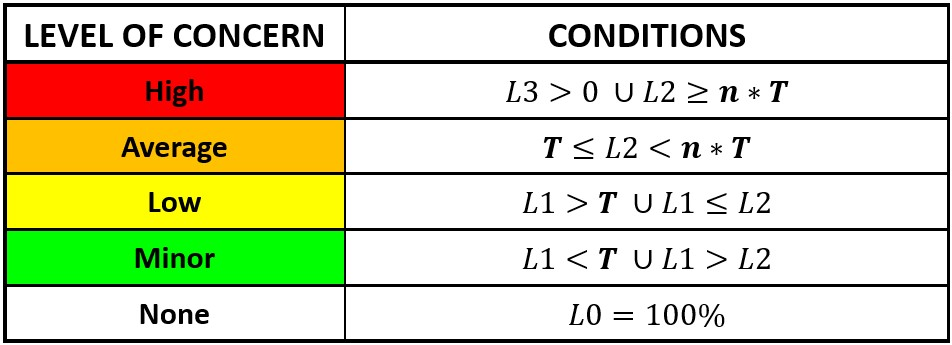 LEVEL OF CONCERN CONDITIONS
High L3 > 0 ∪ L2 ≥ n ∗ T
Average T ≤ L2 < n ∗ T
Low L1 > T ∪ L1 ≤ L2
Minor L1 < T ∪ L1 > L2
None L0 = 100%